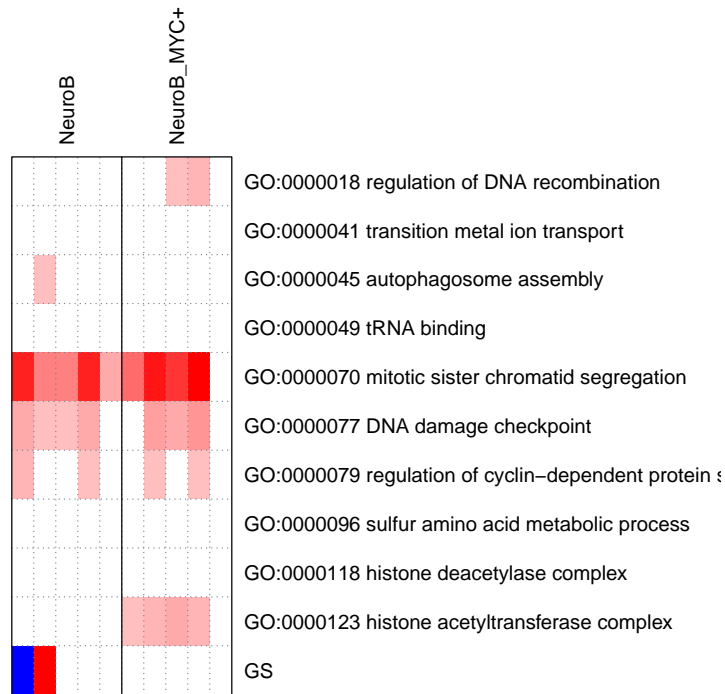 NeuroB
NeuroB_MYC+
GO:0000018 regulation of DNA recombination
GO:0000041 transition metal ion transport
GO:0000045 autophagosome assembly
GO:0000049 tRNA binding
GO:0000070 mitotic sister chromatid segregation
GO:0000077 DNA damage checkpoint
GO:0000079 regulation of cyclin−dependent protein s
GO:0000096 sulfur amino acid metabolic process
GO:0000118 histone deacetylase complex
GO:0000123 histone acetyltransferase complex
GS